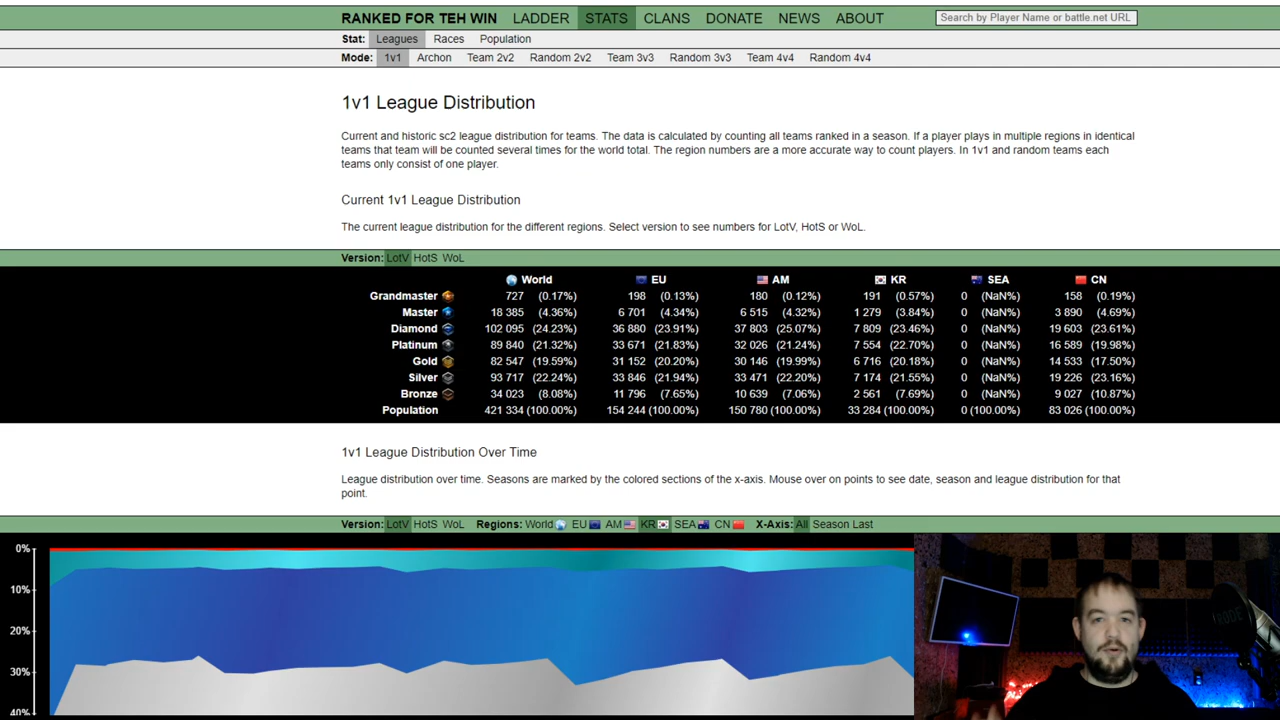 RANKED FOR TEH WIN LADDER STATS CLANS DONATE NEWS ABOUT Search by Player Name or battle.net URL
Stat: Leagues Races Population
Mode: 1v1 Archon Team 2v2 Random 2v2 Team 3v3 Random 3v3 Team 4v4 Random 4v4
1v1 League Distribution
Current and historic sc2 league distribution for teams. The data is calculated by counting all teams ranked in a season. If a player plays in multiple regions in identical
teams that team will be counted several times for the world total. The region numbers are a more accurate way to count players. In 1v1 and random teams each
teams only consist of one player.
Current 1v1 League Distribution
The current league distribution for the different regions. Select version to see numbers for LotV, HotS or WoL.
Version: LotV HotS WoL
World EU AM KR SEA CN
Grandmaster 727 (0.17%) 198 (0.13%) 180 (0.12%) 191 (0.57%) 0 (NaN%) 158 (0.19%)
Master 18 385 (4.36%) 6 701 (4.34%) 6 515 (4.32%) 1 279 (3.84%) 0 (NaN%) 3 890 (4.69%)
Diamond 102 095 (24.23%) 36 880 (23.91%) 37 803 (25.07%) 7 809 (23.46%) 0 (NaN%) 19 603 (23.61%)
Platinum 89 840 (21.32%) 33 671 (21.83%) 32 026 (21.24%) 7 554 (22.70%) 0 (NaN%) 16 589 (19.98%)
Gold 82 547 (19.59%) 31 152 (20.20%) 30 146 (19.99%) 6 716 (20.18%) 0 (NaN%) 14 533 (17.50%)
Silver 93 717 (22.24%) 33 846 (21.94%) 33 471 (22.20%) 7 174 (21.55%) 0 (NaN%) 19 226 (23.16%)
Bronze 34 023 (8.08%) 11 796 (7.65%) 10 639 (7.06%) 2 561 (7.69%) 0 (NaN%) 9 027 (10.87%)
Population 421 334 (100.00%) 154 244 (100.00%) 150 780 (100.00%) 33 284 (100.00%) 0 (100.00%) 83 026 (100.00%)
1v1 League Distribution Over Time
League distribution over time. Seasons are marked by the colored sections of the x-axis. Mouse over on points to see date, season and league distribution for that
point.
Version: LotV HotS WoL Regions: World EU AM KR SEA CN X-Axis: All Season Last
0%
10%
20%
30%
40%
RODE